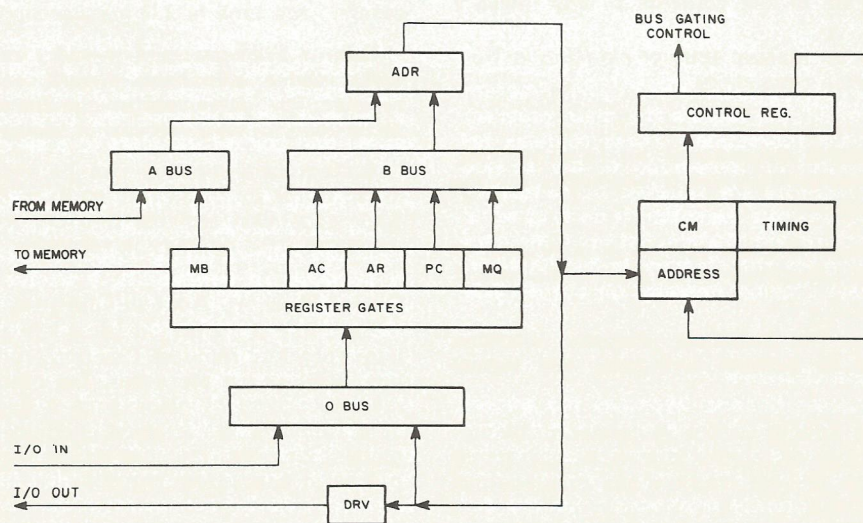 BUS GATING
CONTROL
ADR
CONTROL REG.
A BUS
B BUS
FROM MEMORY
CM
TIMING
TO MEMORY
MB
AC
AR
PC
MQ
ADDRESS
REGISTER GATES
O BUS
I/O IN
I/O OUT
DRV